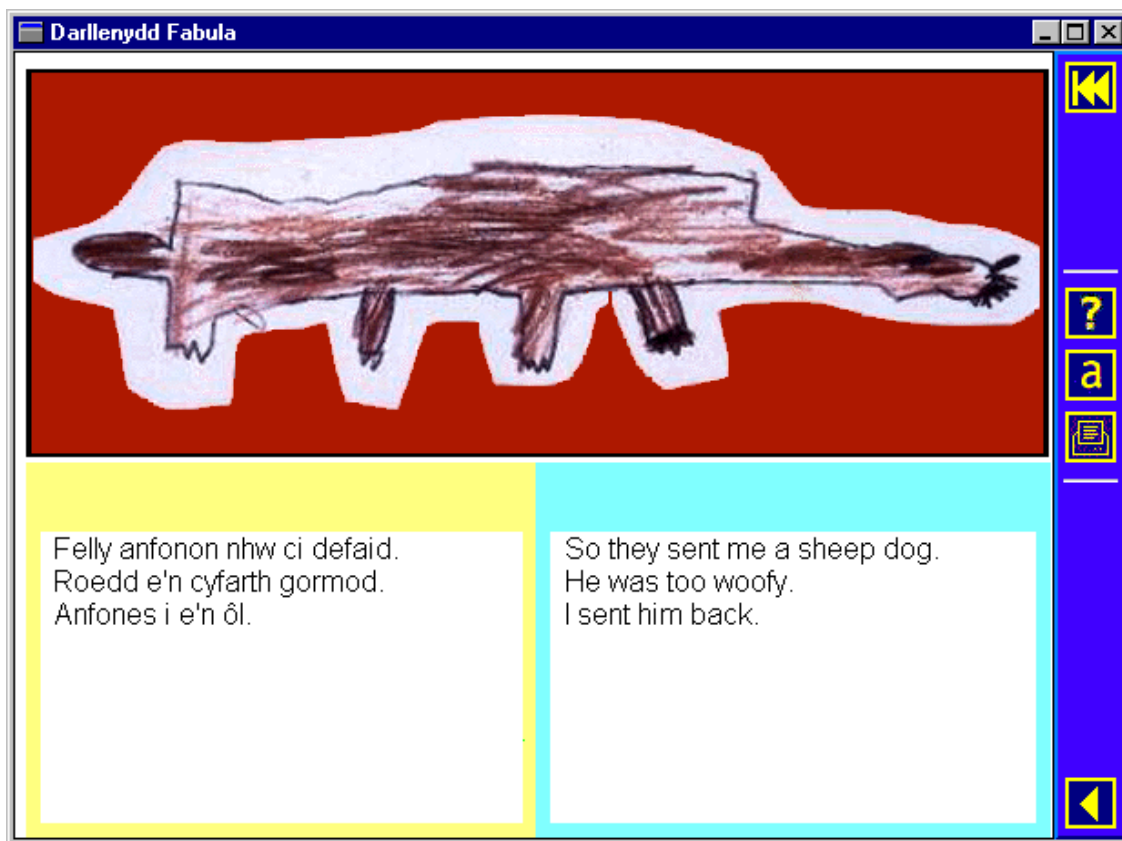 Darllenydd Fabula
?
a
Felly anfonon nhw ci defaid.
Roedd e'n cyfarth gormod.
Anfones i e'n ôl.
So they sent me a sheep dog.
He was too woofy.
I sent him back.